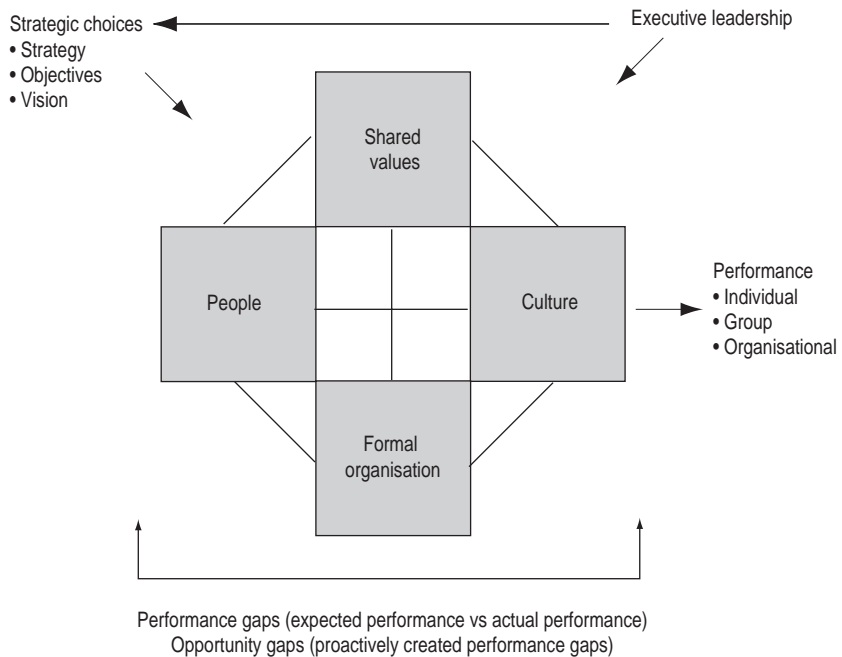 Strategic choices
• Strategy
• Objectives
• Vision
Executive leadership
Shared
values
People
Culture
Performance
• Individual
• Group
• Organisational
Formal
organisation
Performance gaps (expected performance vs actual performance)
Opportunity gaps (proactively created performance gaps)